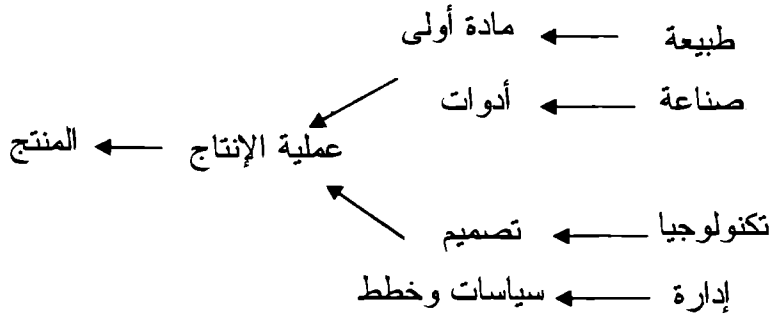 طبيعة مادة أولى
صناعة أدوات
عملية الإنتاج المنتج
تكنولوجيا تصميم
إدارة سياسات وخطط